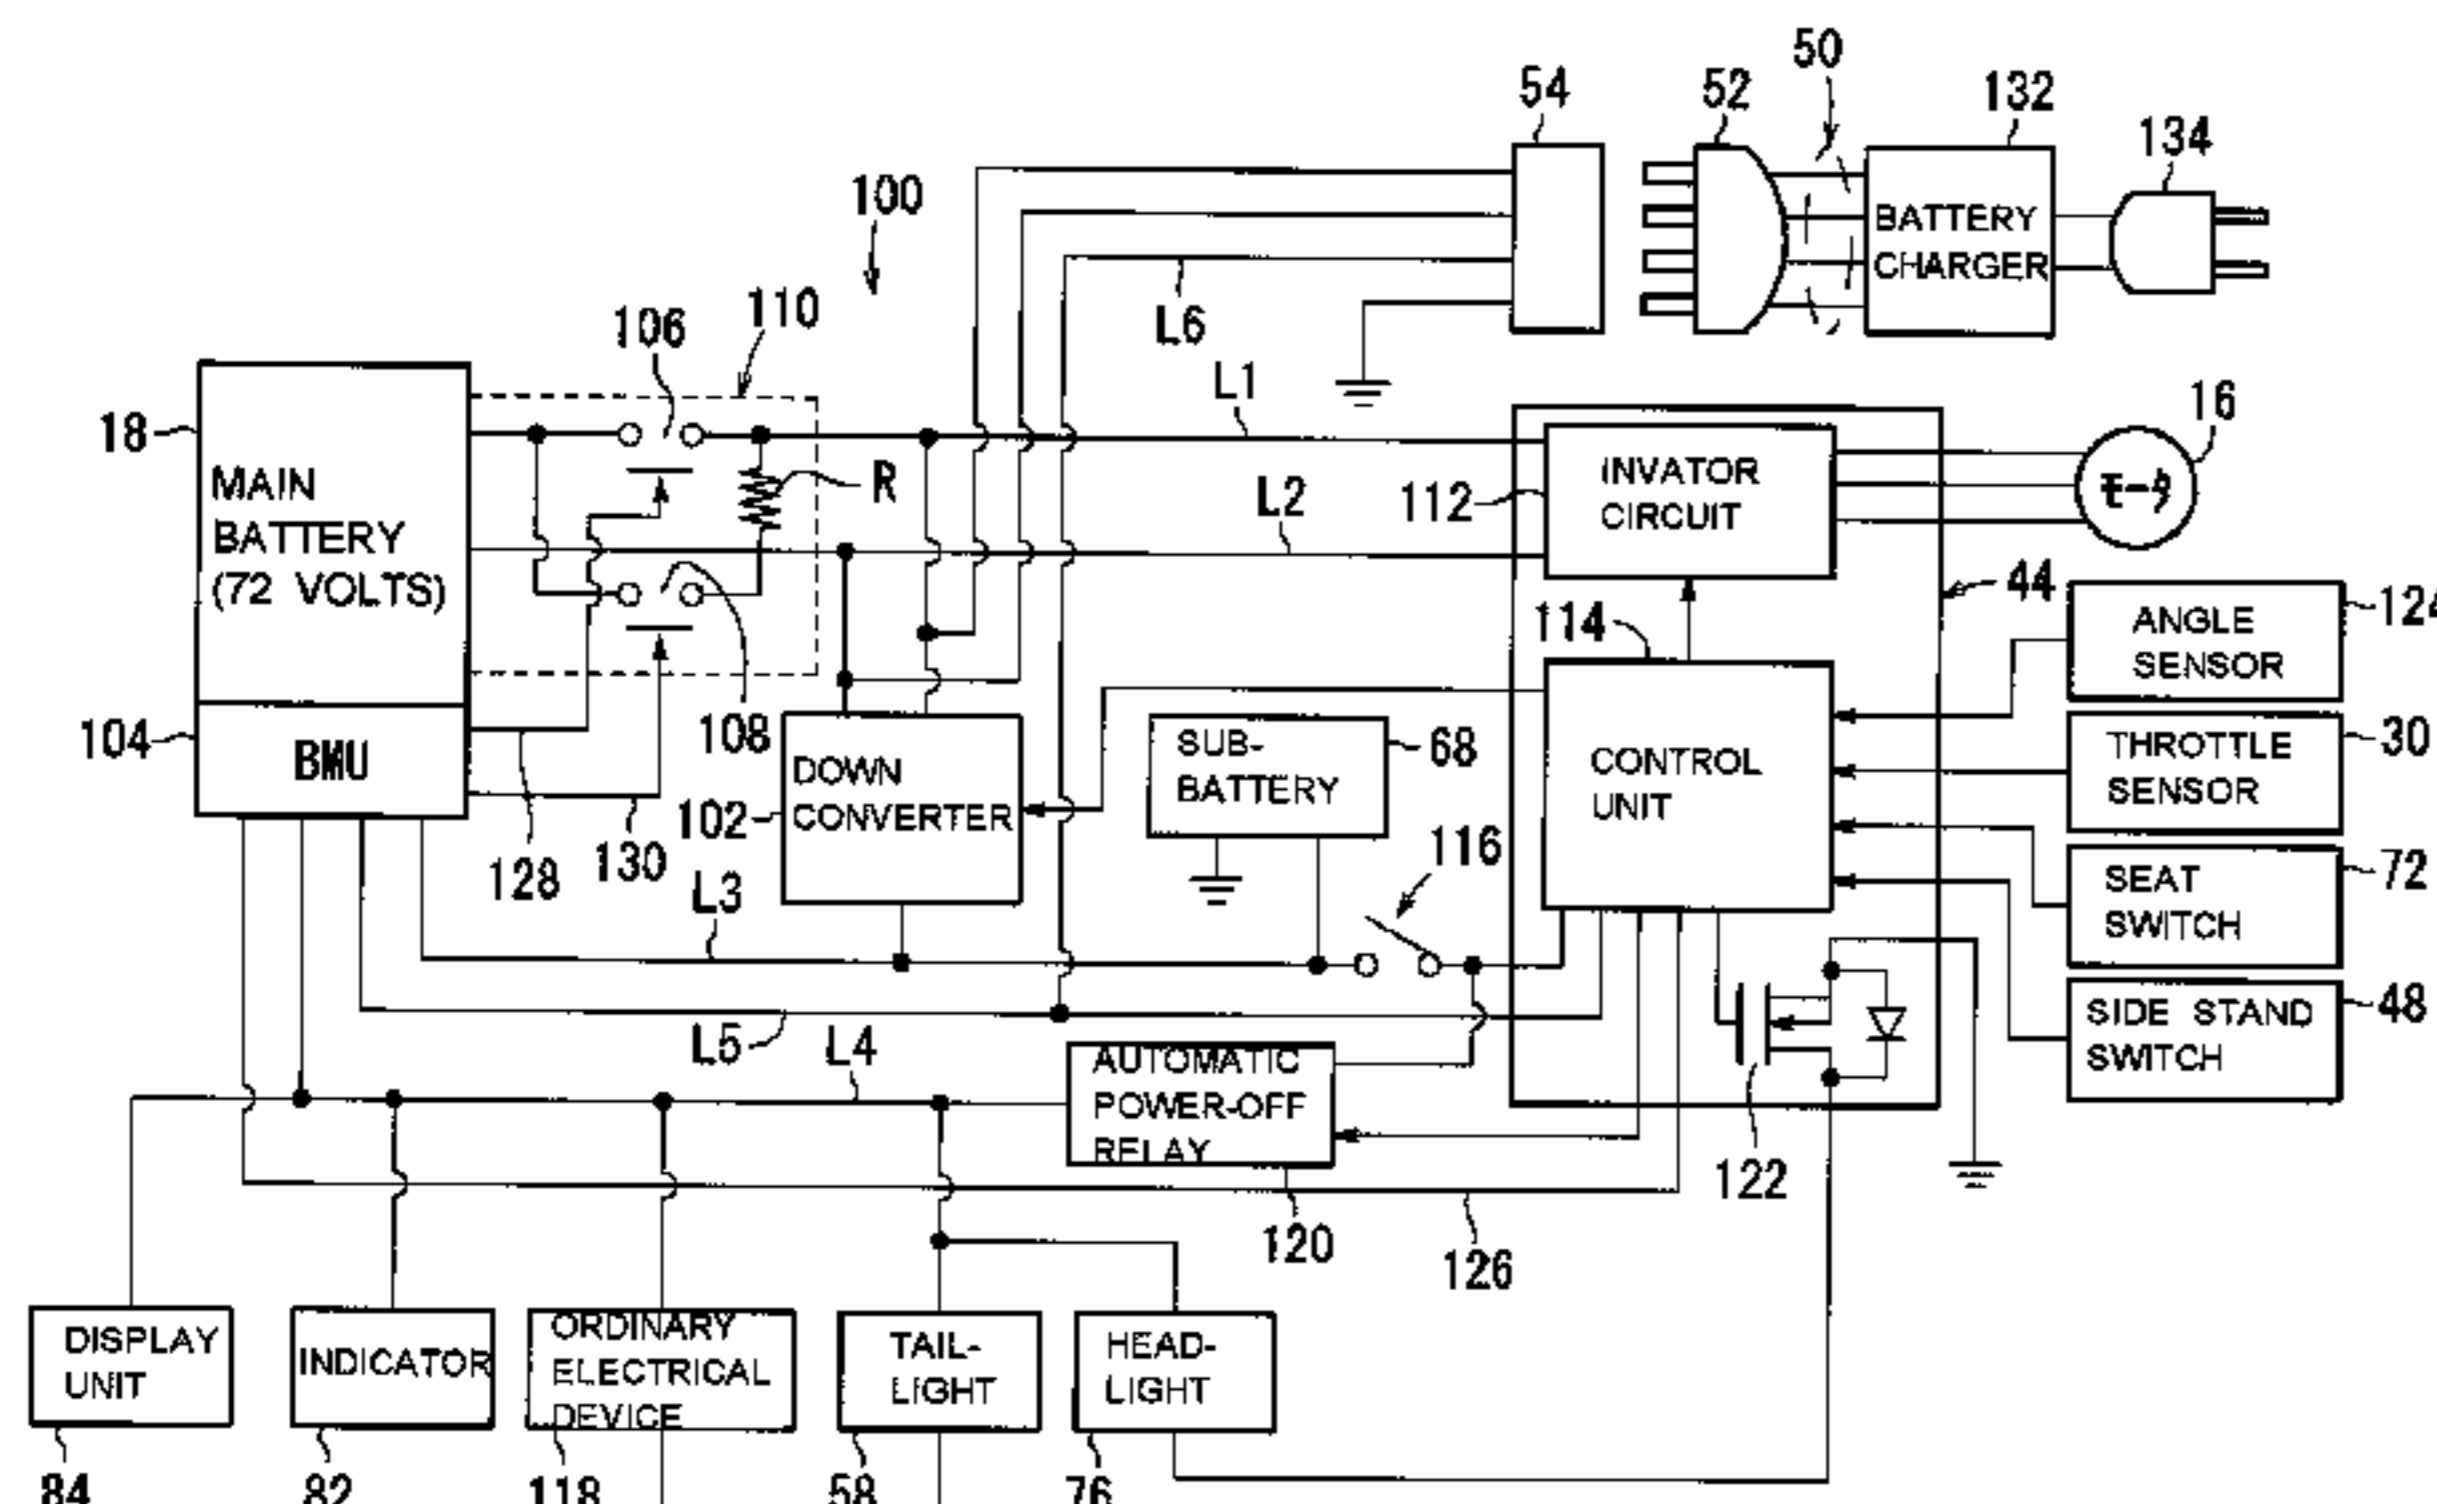 50
54
52
132
134
100
BATTERY
CHARGER
110
106
L6
L1
16
18
MAIN
BATTERY
(72 VOLTS)
R
L2
112
INVATOR
CIRCUIT
モータ
44
114
ANGLE
SENSOR
124
104
BMU
108
DOWN
CONVERTER
102
SUB-
BATTERY
68
CONTROL
UNIT
THROTTLE
SENSOR
30
128
130
L3
116
SEAT
SWITCH
72
L5
L4
AUTOMATIC
POWER-OFF
RELAY
SIDE STAND
SWITCH
48
122
120
126
DISPLAY
UNIT
INDICATOR
ORDINARY
ELECTRICAL
DEVICE
TAIL-
LIGHT
HEAD-
LIGHT
84
82
118
58
76